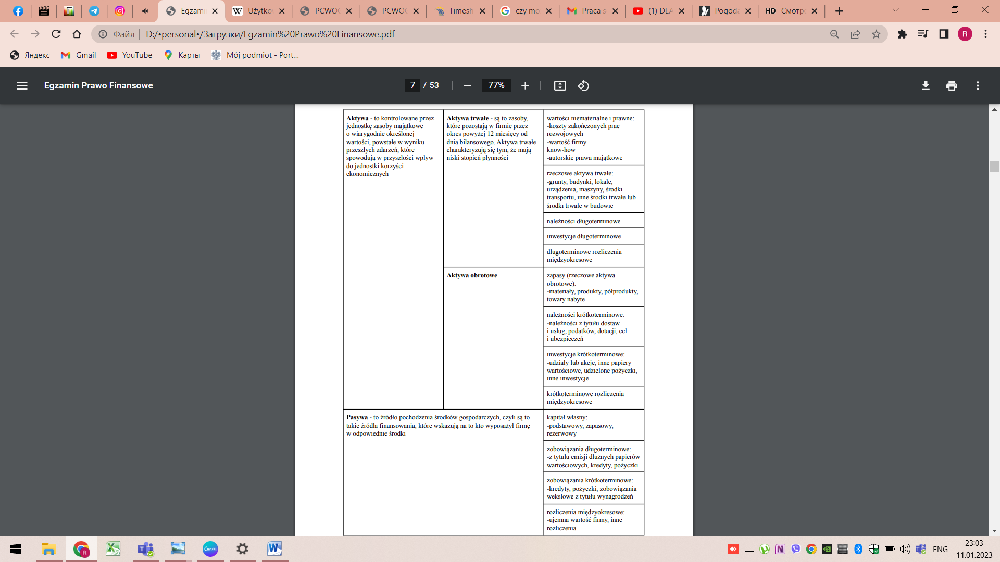 Egzami
Użytko
PCWOC
PCWOC
Timesh
czy mo
Praca s
(1) DLA
Pogoda
HD Смотре
Файл
D:/•personal•/Загрузки/Egzamin%20Prawo%20Finansowe.pdf
R
Яндекс
Gmail
YouTube
Карты
Mój podmiot - Port...
Egzamin Prawo Finansowe
7 / 53
77%
Aktywa - to kontrolowane przez
jednostkę zasoby majątkowe
o wiarygodnie określonej
wartości, powstałe w wyniku
przeszłych zdarzeń, które
spowodują w przyszłości wpływ
do jednostki korzyści
ekonomicznych
Aktywa trwałe - są to zasoby,
które pozostają w firmie przez
okres powyżej 12 miesięcy od
dnia bilansowego. Aktywa trwałe
charakteryzują się tym, że mają
niski stopień płynności
wartości niematerialne i prawne:
-koszty zakończonych prac
rozwojowych
-wartość firmy
know-how
-autorskie prawa majątkowe
rzeczowe aktywa trwałe:
-grunty, budynki, lokale,
urządzenia, maszyny, środki
transportu, inne środki trwałe lub
środki trwałe w budowie
należności długoterminowe
inwestycje długoterminowe
długoterminowe rozliczenia
międzyokresowe
Aktywa obrotowe
zapasy (rzeczowe aktywa
obrotowe):
-materiały, produkty, półprodukty,
towary nabyte
należności krótkoterminowe:
-należności z tytułu dostaw
i usług, podatków, dotacji, ceł
i ubezpieczeń
inwestycje krótkoterminowe:
-udziały lub akcje, inne papiery
wartościowe, udzielone pożyczki,
inne inwestycje
krótkoterminowe rozliczenia
międzyokresowe
Pasywa - to źródło pochodzenia środków gospodarczych, czyli są to
takie źródła finansowania, które wskazują na to kto wyposażył firmę
w odpowiednie środki
kapitał własny:
-podstawowy, zapasowy,
rezerwowy
zobowiązania długoterminowe:
-z tytułu emisji dłużnych papierów
wartościowych, kredyty, pożyczki
zobowiązania krótkoterminowe:
-kredyty, pożyczki, zobowiązania
wekslowe z tytułu wynagrodzeń
rozliczenia międzyokresowe:
-ujemna wartość firmy, inne
rozliczenia
Canva
ENG
23:03
11.01.2023